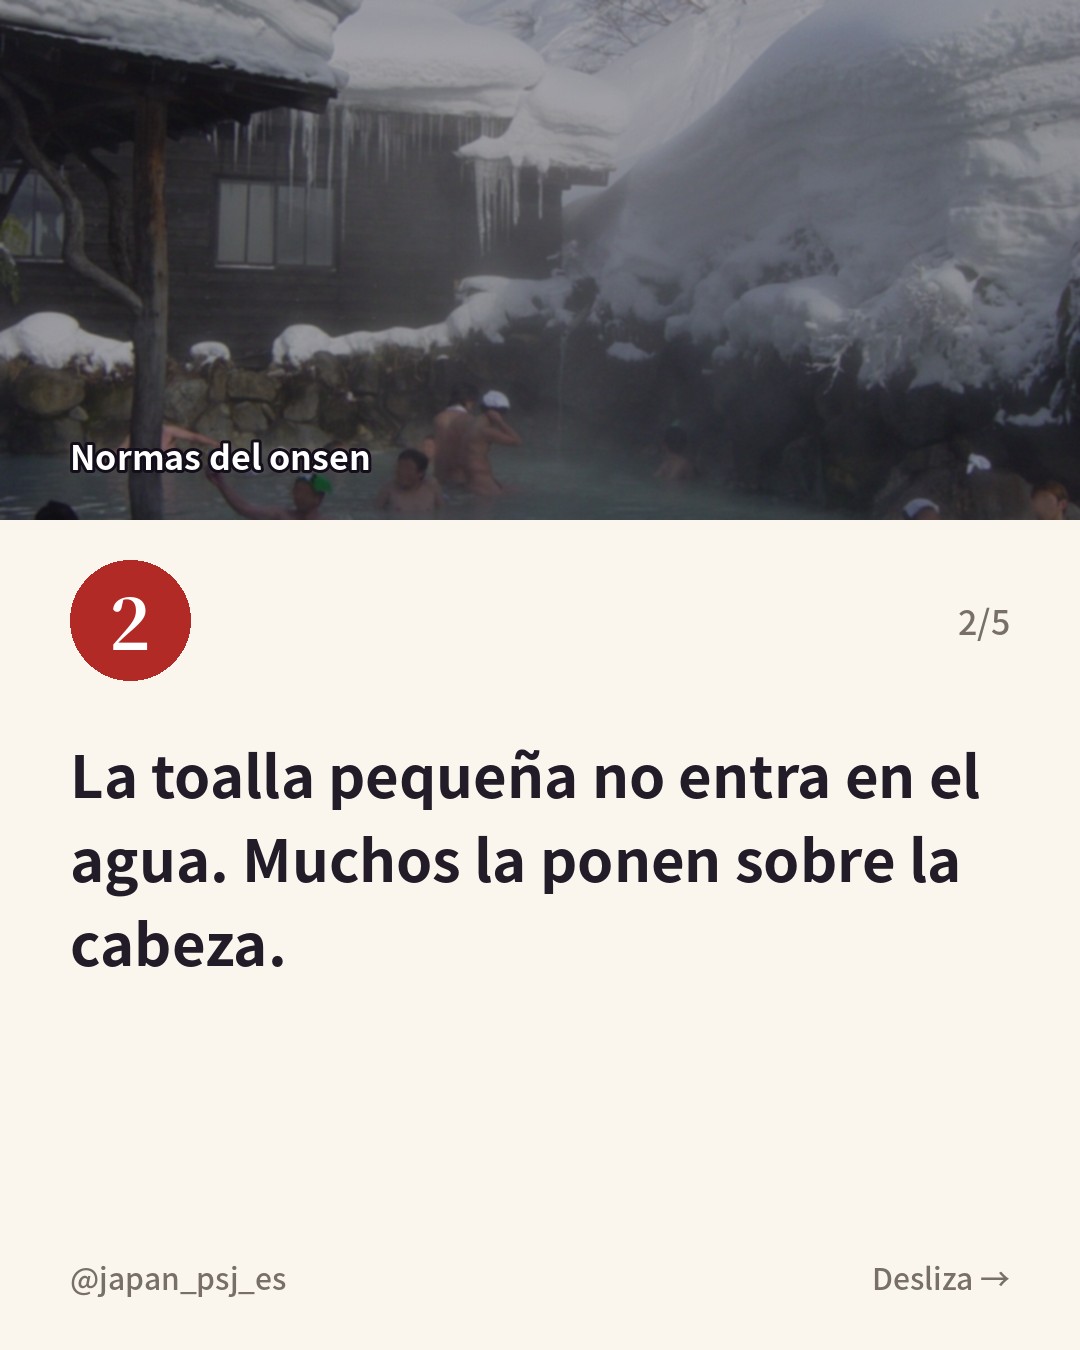 Normas del onsen
2
2/5
La toalla pequeña no entra en el
agua. Muchos la ponen sobre la
cabeza.
@japan_psj_es
Desliza →